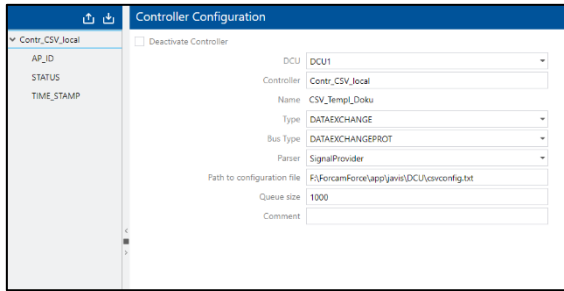 Controller Configuration
Contr_CSV_local
AP_ID
STATUS
TIME_STAMP
Deactivate Controller
DCU DCU1
Controller Contr_CSV_local
Name CSV_Templ_Doku
Type DATAEXCHANGE
Bus Type DATAEXCHANGEPROT
Parser SignalProvider
Path to configuration file F:\ForcamForce\app\javis\DCU\csvconfig.txt
Queue size 1000
Comment